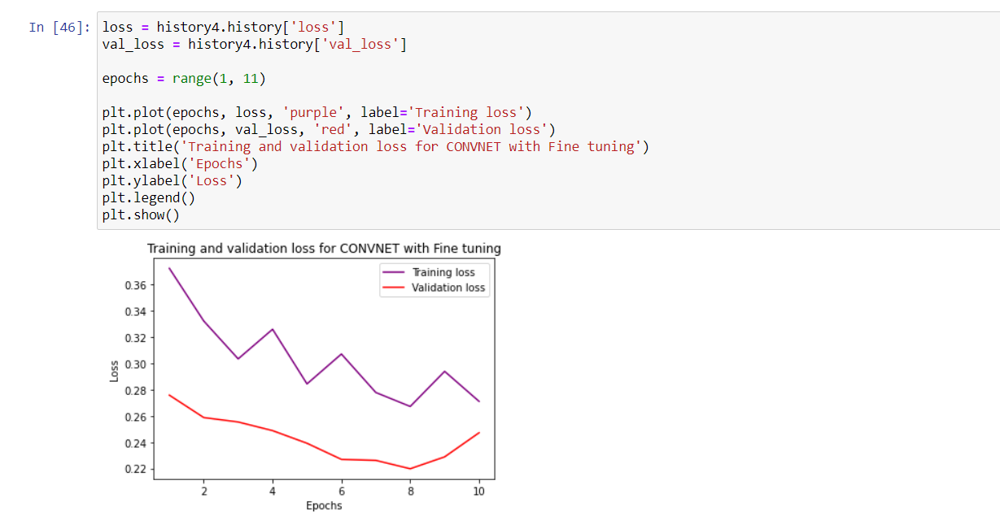 In [46]: loss = history4.history['loss']
val_loss = history4.history['val_loss']
epochs = range(1, 11)
plt.plot(epochs, loss, 'purple', label='Training loss')
plt.plot(epochs, val_loss, 'red', label='Validation loss')
plt.title('Training and validation loss for CONVNET with Fine tuning')
plt.xlabel('Epochs')
plt.ylabel('Loss')
plt.legend()
plt.show()
Training and validation loss for CONVNET with Fine tuning
Training loss
Validation loss
0.36
0.34
0.32
0.30
0.28
0.26
0.24
0.22
Loss
2 4 6 8 10
Epochs